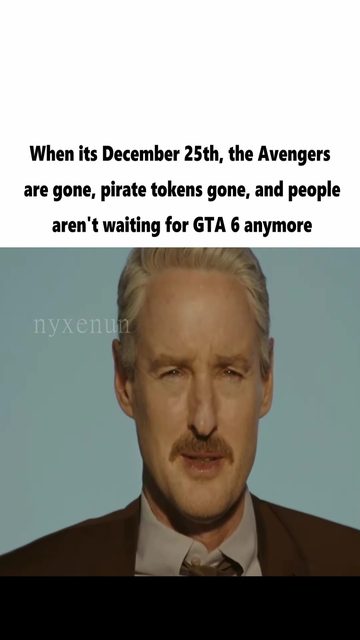 When its December 25th, the Avengers
are gone, pirate tokens gone, and people
aren't waiting for GTA 6 anymore
nyxenun